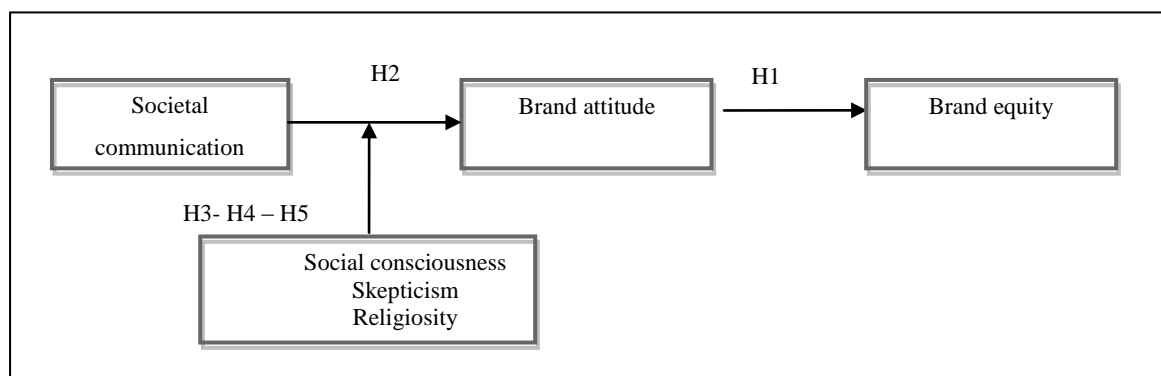 H2
H1
Societal
communication
Brand attitude
Brand equity
H3- H4 – H5
Social consciousness
Skepticism
Religiosity